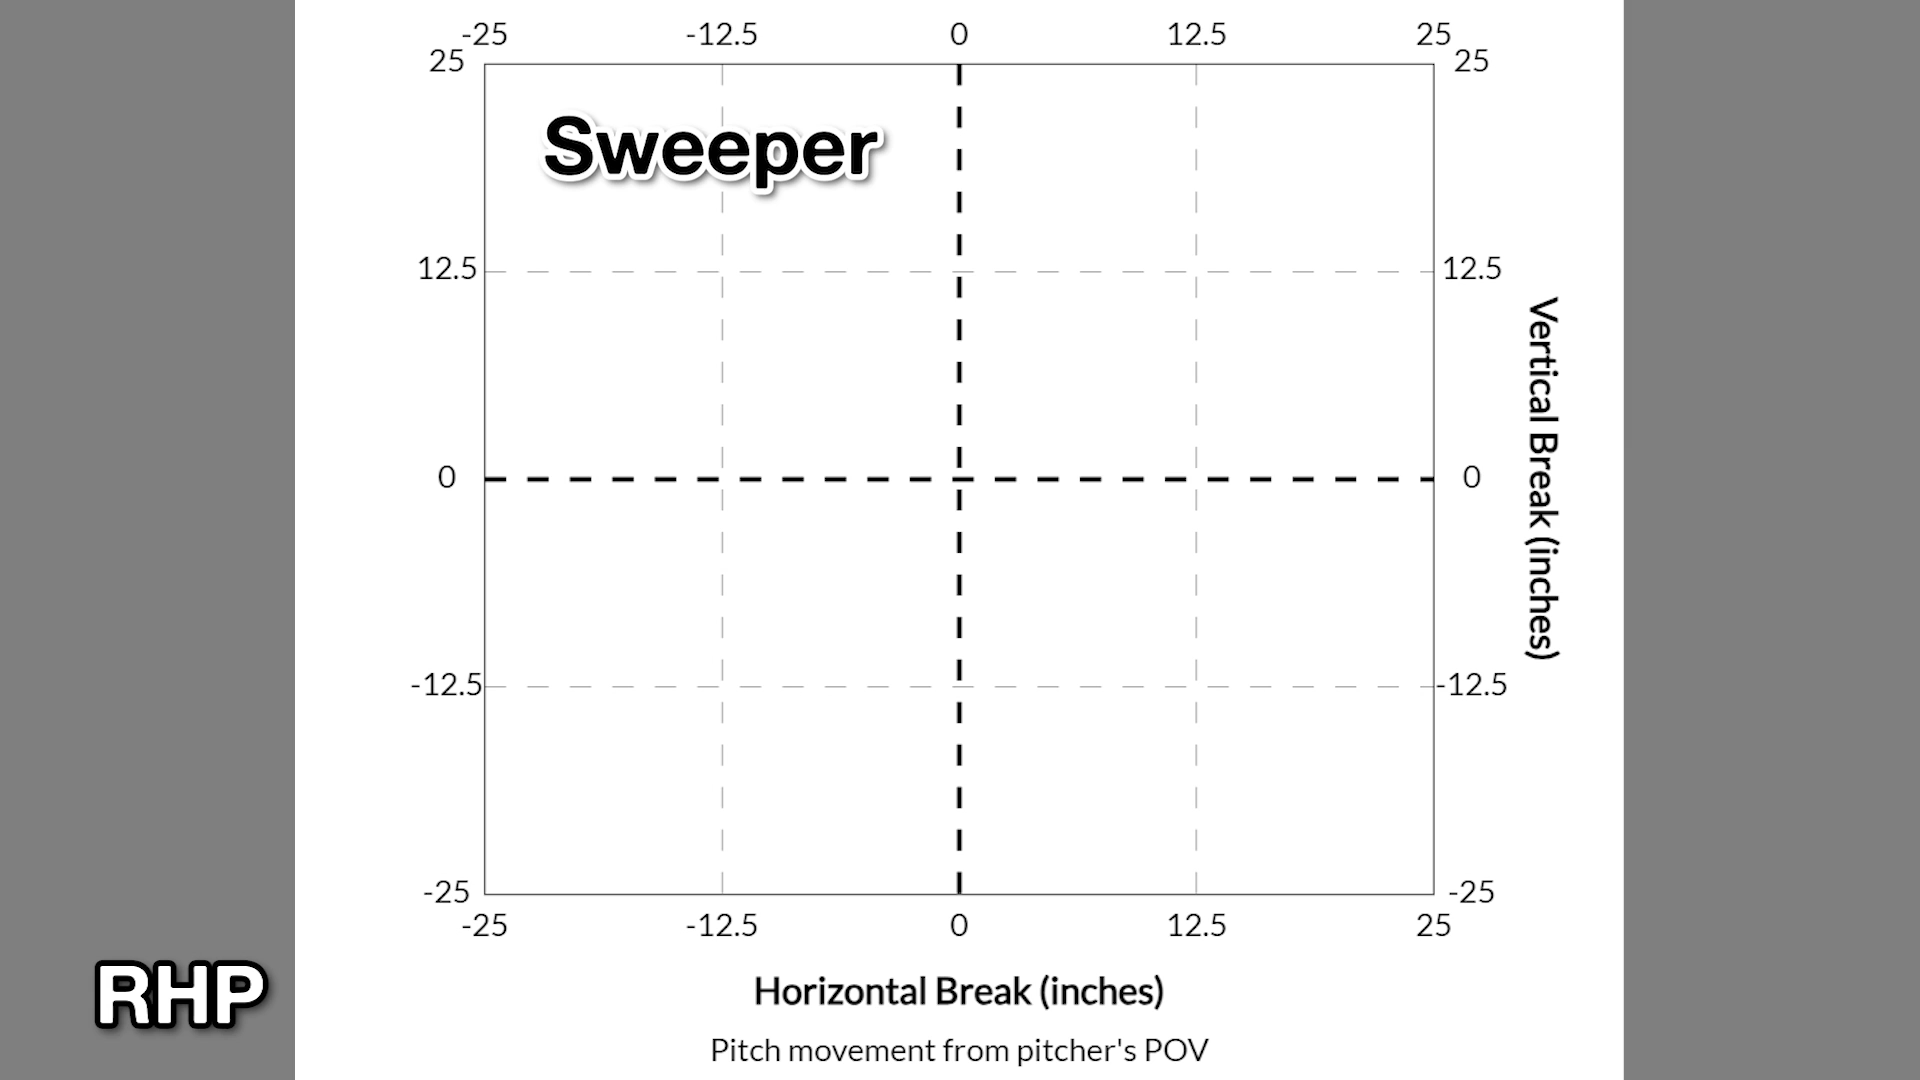 -25 -12.5 0 12.5 25
25 25
Sweeper
12.5 12.5
0 0
-12.5 -12.5
-25 -25
-25 -12.5 0 12.5 25
Vertical Break (inches)
Horizontal Break (inches)
Pitch movement from pitcher's POV
RHP